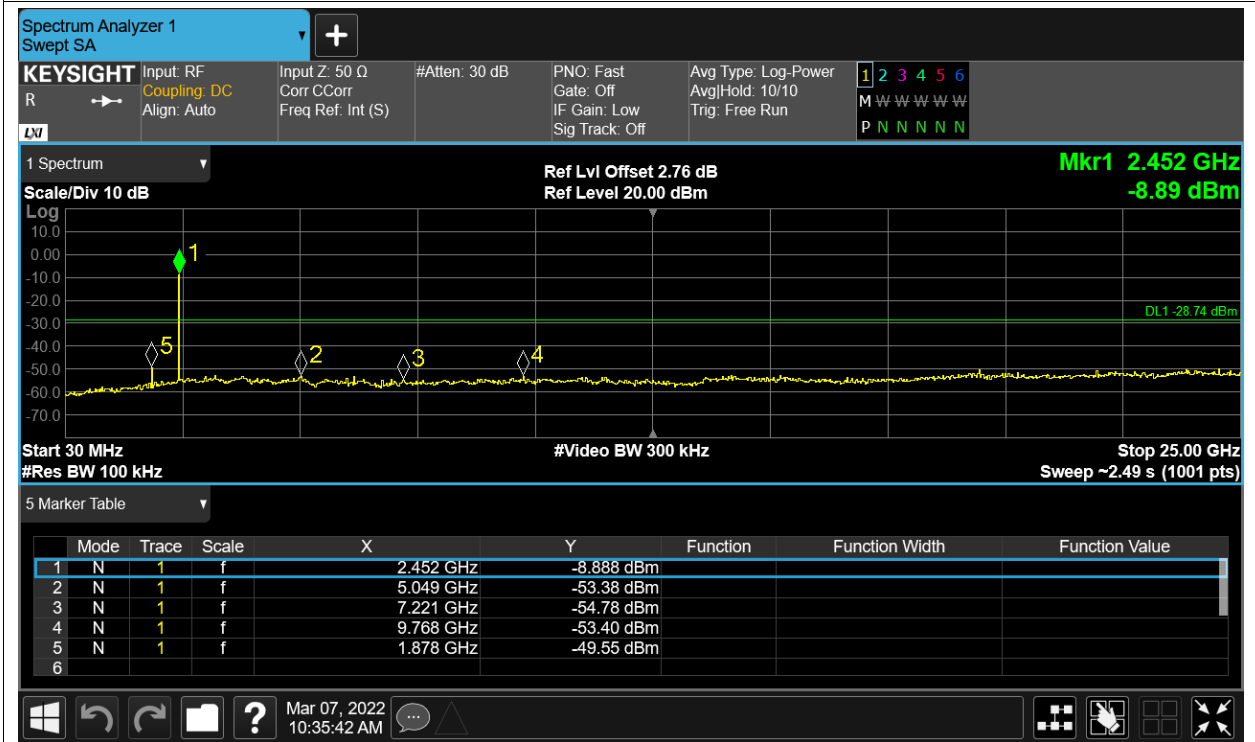 Spectrum Analyzer 1
Swept SA
+
KEYSIGHT Input: RF Input Z: 50 Ω #Atten: 30 dB PNO: Fast Avg Type: Log-Power 1 2 3 4 5 6
R Coupling: DC Corr CCorr Gate: Off Avg|Hold: 10/10 M W W W W W
Align: Auto Freq Ref: Int (S) IF Gain: Low Trig: Free Run
LXI Sig Track: Off P N N N N N
1 Spectrum Ref Lvl Offset 2.76 dB Mkr1 2.452 GHz
Scale/Div 10 dB Ref Level 20.00 dBm -8.89 dBm
Log
10.0
0.00 1
-10.0
-20.0
DL1 -28.74 dBm
-30.0
-40.0 5 2 3 4
-50.0
-60.0
-70.0
Start 30 MHz #Video BW 300 kHz Stop 25.00 GHz
#Res BW 100 kHz Sweep ~2.49 s (1001 pts)
5 Marker Table
Mode Trace Scale X Y Function Function Width Function Value
1 N 1 f 2.452 GHz -8.888 dBm
2 N 1 f 5.049 GHz -53.38 dBm
3 N 1 f 7.221 GHz -54.78 dBm
4 N 1 f 9.768 GHz -53.40 dBm
5 N 1 f 1.878 GHz -49.55 dBm
6
? Mar 07, 2022
10:35:42 AM